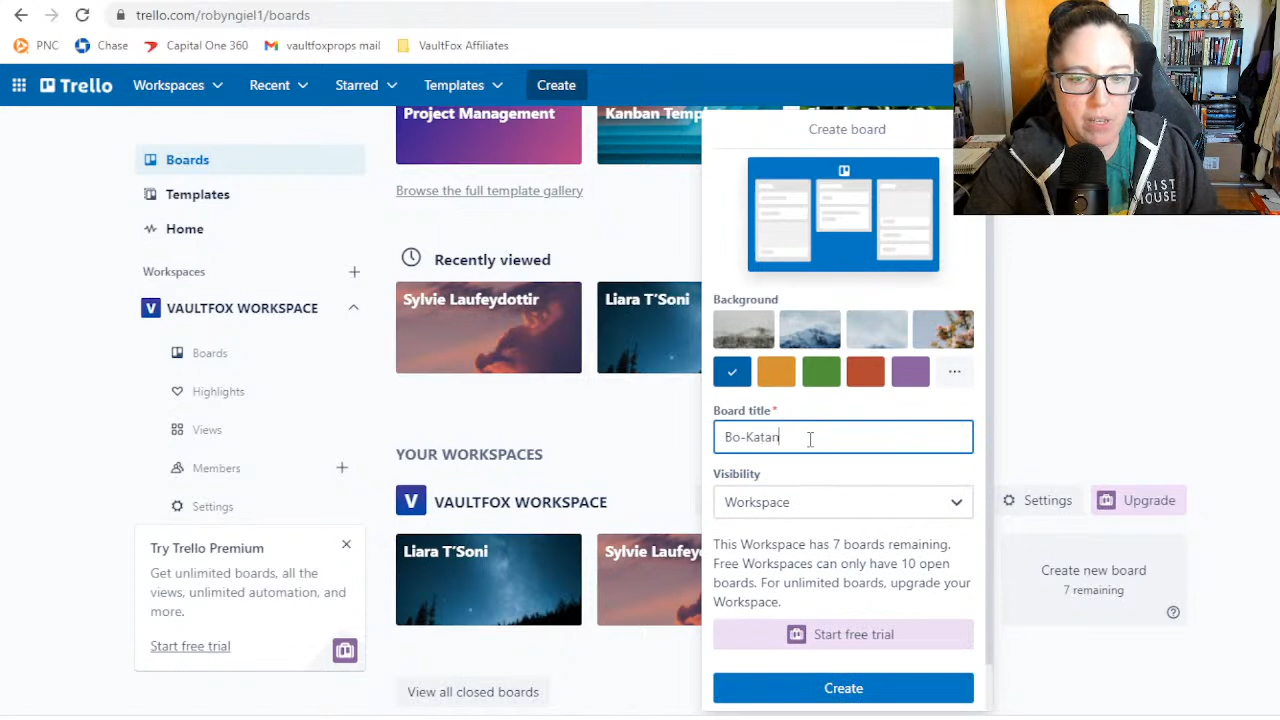 trello.com/robyngiel1/boards
PNC
Chase
Capital One 360
vaultfoxprops mail
VaultFox Affiliates
Trello
Workspaces
Recent
Starred
Templates
Create
Boards
Templates
Home
Workspaces
V
VAULTFOX WORKSPACE
Boards
Highlights
Views
Members
Settings
Try Trello Premium
Get unlimited boards, all the
views, unlimited automation, and
more.
Start free trial
Project Management
Kanban Temp
Browse the full template gallery
Recently viewed
Sylvie Laufeydottir
Liara T'Soni
YOUR WORKSPACES
V
VAULTFOX WORKSPACE
Liara T'Soni
Sylvie Laufey
View all closed boards
Create board
Background
Board title*
Bo-Katan
Visibility
Workspace
This Workspace has 7 boards remaining.
Free Workspaces can only have 10 open
boards. For unlimited boards, upgrade your
Workspace.
Start free trial
Create
Settings
Upgrade
Create new board
7 remaining
RIST
HOUSE